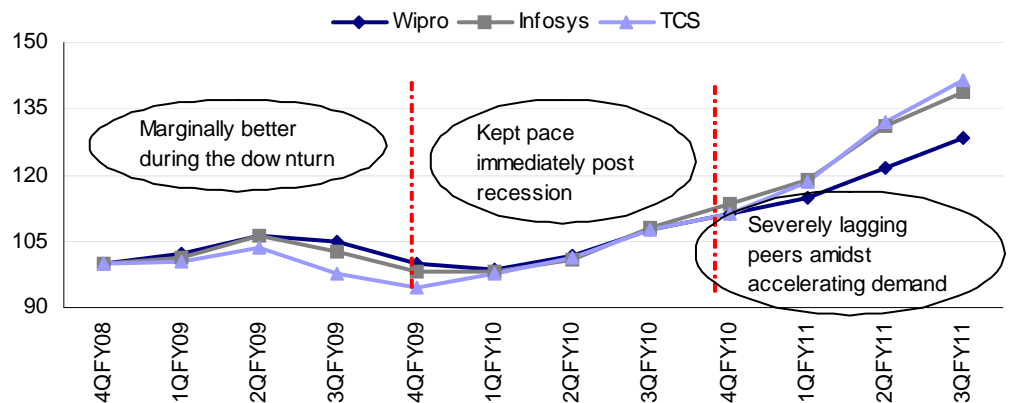 Wipro Infosys TCS
150
135
120
105
90
Marginally better
during the dow nturn
Kept pace
immediately post
recession
Severely lagging
peers amidst
accelerating demand
4QFY08
1QFY09
2QFY09
3QFY09
4QFY09
1QFY10
2QFY10
3QFY10
4QFY10
1QFY11
2QFY11
3QFY11